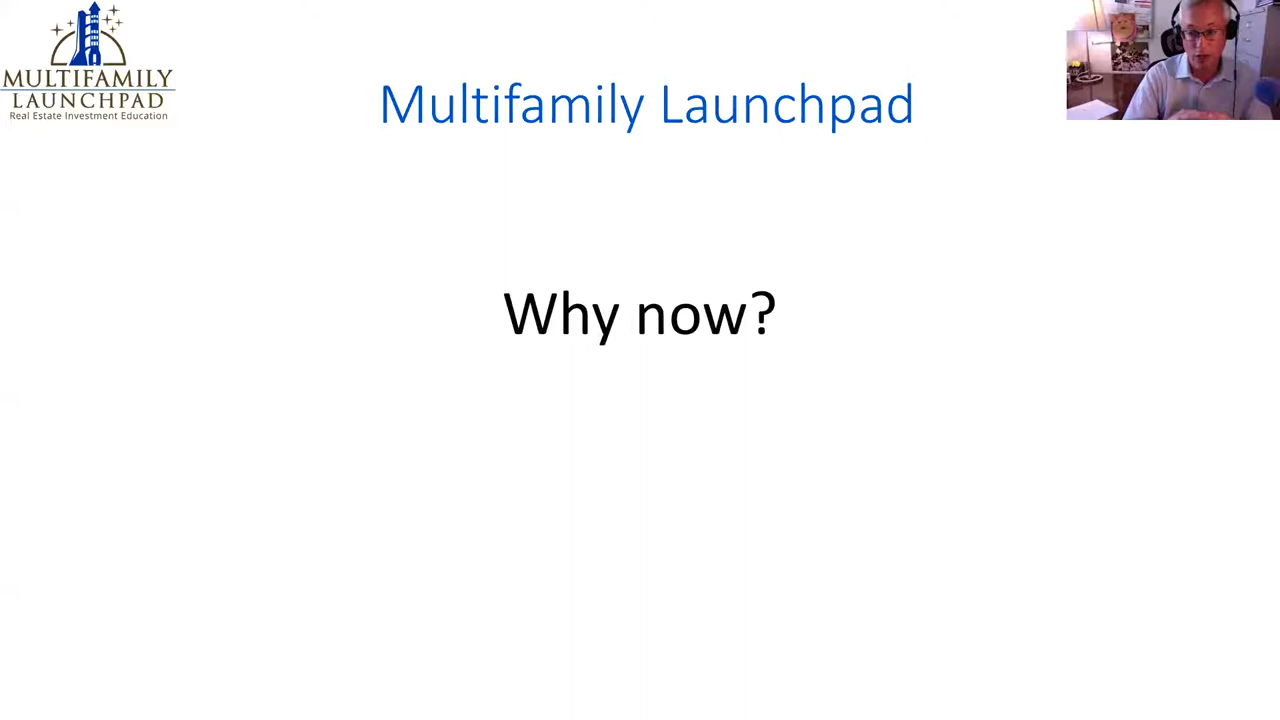 MULTIFAMILY
LAUNCHPAD
Real Estate Investment Education
Multifamily Launchpad
Why now?